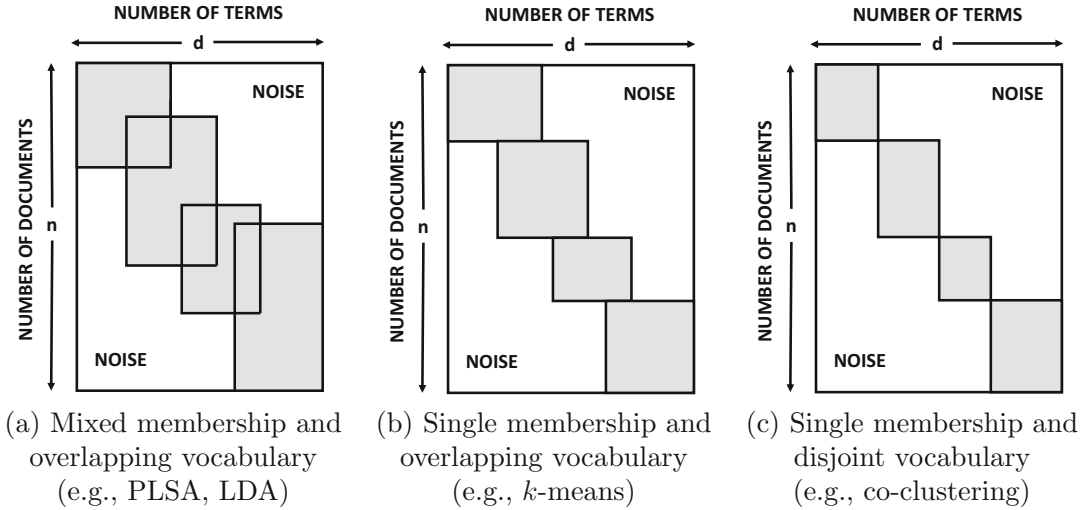 NUMBER OF TERMS
d
NUMBER OF DOCUMENTS
n
NOISE
NOISE
(a) Mixed membership and
overlapping vocabulary
(e.g., PLSA, LDA)
NUMBER OF TERMS
d
NUMBER OF DOCUMENTS
n
NOISE
NOISE
(b) Single membership and
overlapping vocabulary
(e.g., k-means)
NUMBER OF TERMS
d
NUMBER OF DOCUMENTS
n
NOISE
NOISE
(c) Single membership and
disjoint vocabulary
(e.g., co-clustering)